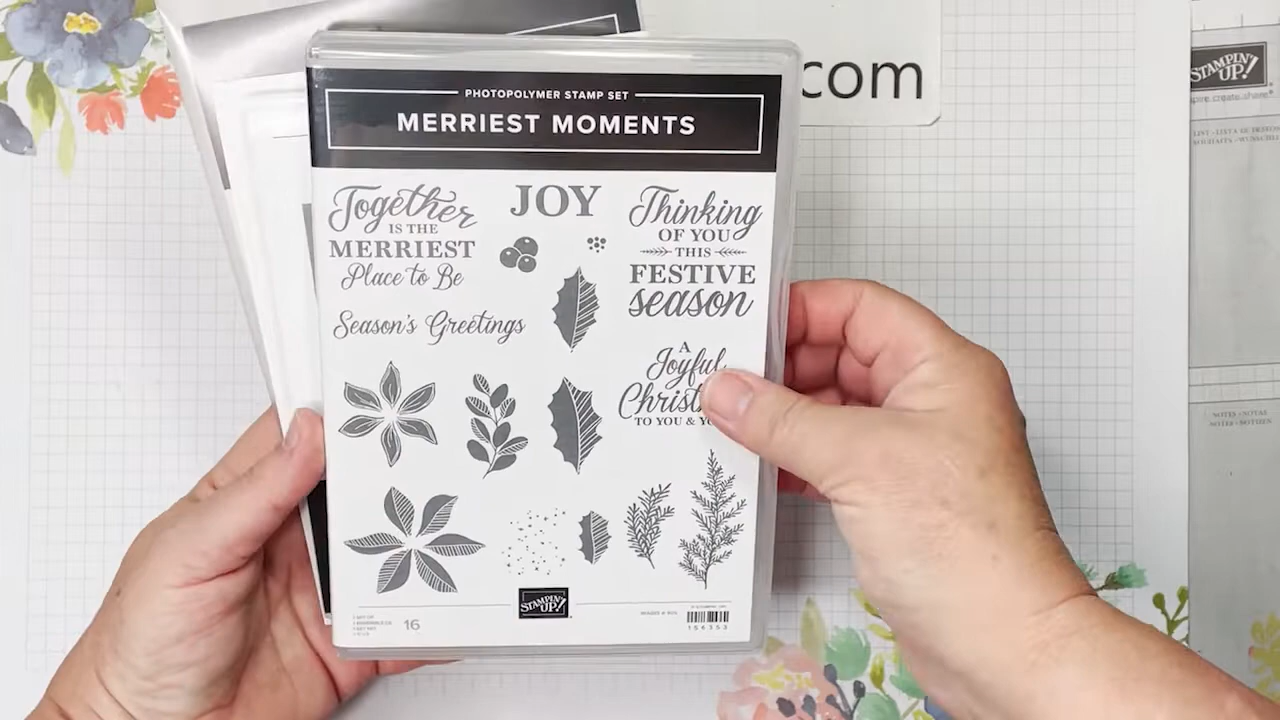 .com
PHOTOPOLYMER STAMP SET
MERRIEST MOMENTS
Together
IS THE
MERRIEST
Place to Be
JOY
Thinking
OF YOU
THIS
FESTIVE
season
Season's Greetings
A
Joyful
TO YOU &
STAMPIN'
UP!
16
156353
STAMPIN'
UP!